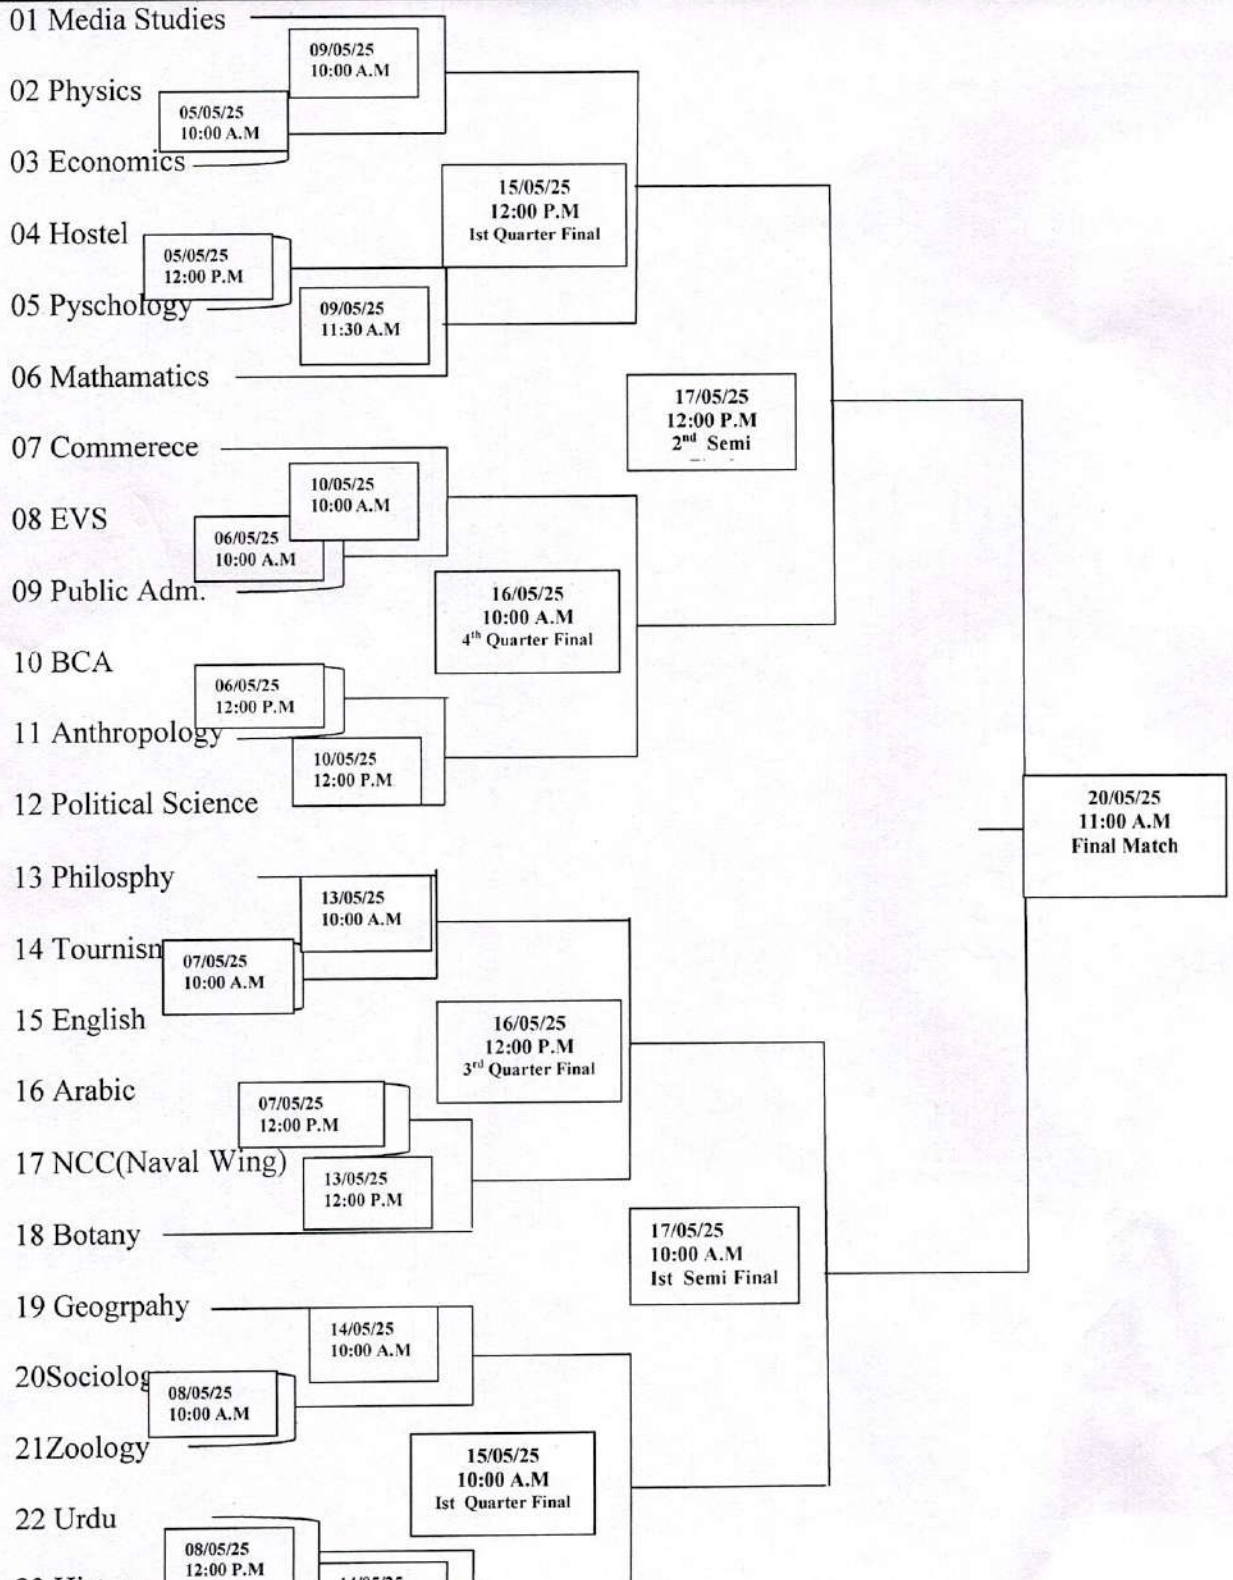 01 Media Studies
09/05/25
10:00 A.M
02 Physics
05/05/25
10:00 A.M
03 Economics
15/05/25
12:00 P.M
Ist Quarter Final
04 Hostel
05/05/25
12:00 P.M
05 Pyschology
09/05/25
11:30 A.M
06 Mathamatics
17/05/25
12:00 P.M
2nd Semi
07 Commerece
10/05/25
10:00 A.M
08 EVS
06/05/25
10:00 A.M
09 Public Adm.
16/05/25
10:00 A.M
4th Quarter Final
10 BCA
06/05/25
12:00 P.M
11 Anthropology
10/05/25
12:00 P.M
12 Political Science
20/05/25
11:00 A.M
Final Match
13 Philosphy
13/05/25
10:00 A.M
14 Tournisn
07/05/25
10:00 A.M
15 English
16/05/25
12:00 P.M
3rd Quarter Final
16 Arabic
07/05/25
12:00 P.M
17 NCC(Naval Wing)
13/05/25
12:00 P.M
18 Botany
17/05/25
10:00 A.M
Ist Semi Final
19 Geogrpahy
14/05/25
10:00 A.M
20Sociolog
08/05/25
10:00 A.M
21Zoology
15/05/25
10:00 A.M
Ist Quarter Final
22 Urdu
08/05/25
12:00 P.M